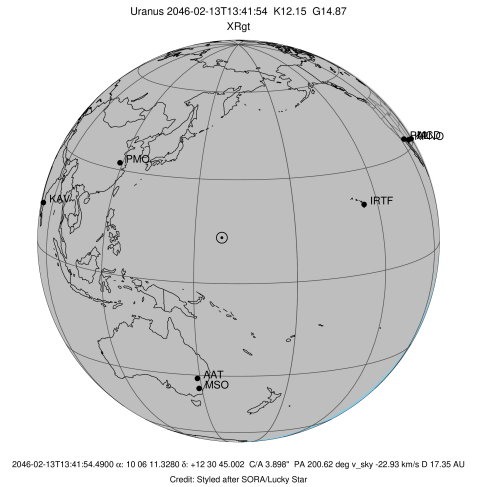 Uranus 2046-02-13T13:41:54 K12.15 G14.87
XRgt
PMO
KAV
IRTF
AAT
MSO
2046-02-13T13:41:54.4900 α: 10 06 11.3280 δ: +12 30 45.002 C/A 3.898" PA 200.62 deg v_sky -22.93 km/s D 17.35 AU
Credit: Styled after SORA/Lucky Star